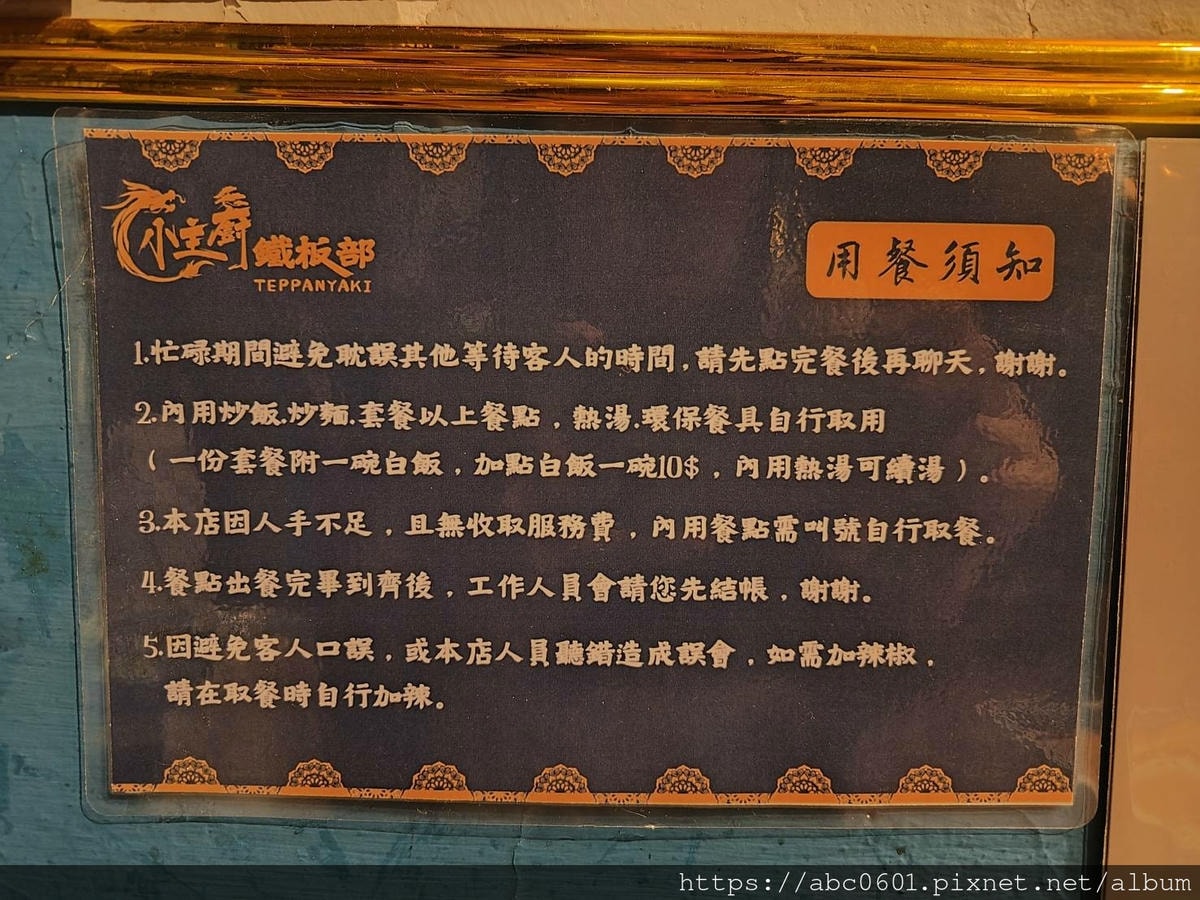 小主廚 鐵板部
TEPPANYAKI
用餐須知
1.忙碌期間避免耽誤其他等待客人的時間,請先點完餐後再聊天,謝謝。
2.內用炒飯.炒麵.套餐以上餐點,熱湯.環保餐具自行取用
(一份套餐附一碗白飯,加點白飯一碗10$,內用熱湯可續湯)。
3.本店因人手不足,且無收取服務費,內用餐點需叫號自行取餐。
4.餐點出餐完畢到齊後,工作人員會請您先結帳,謝謝。
5.因避免客人口誤,或本店人員聽錯造成誤會,如需加辣椒,
請在取餐時自行加辣。
https://abc0601.pixnet.net/album